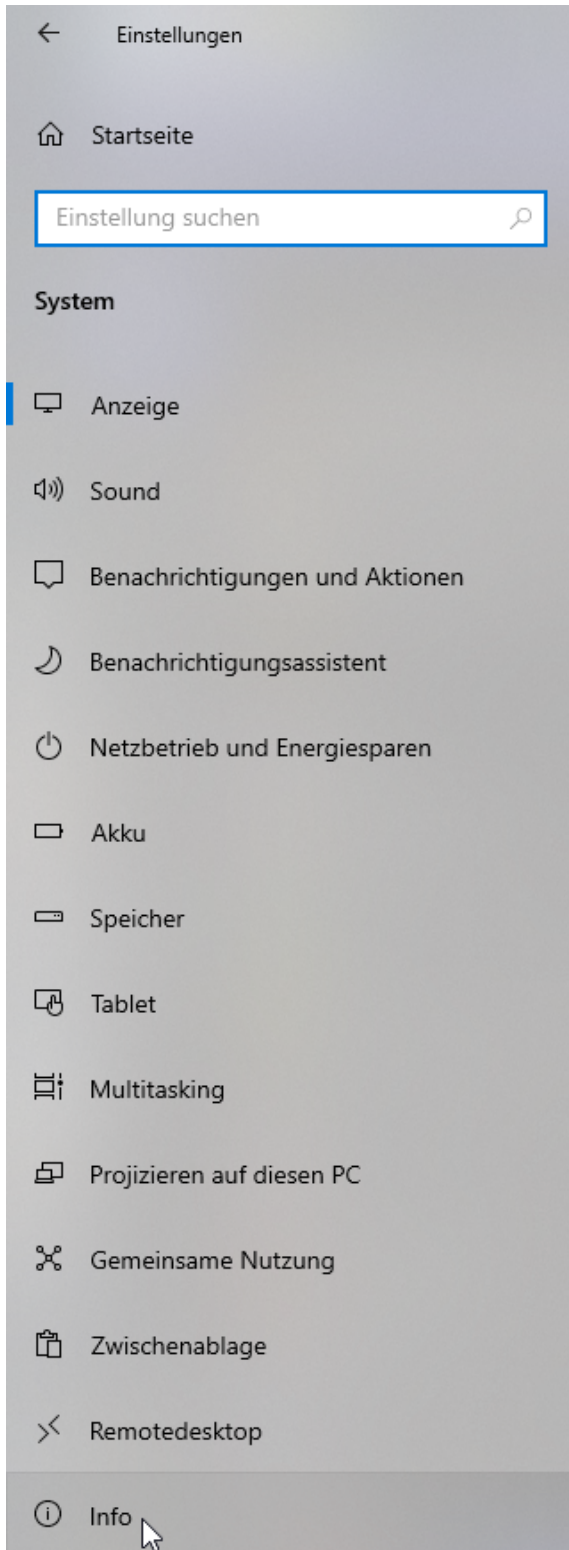 Einstellungen
Startseite
Einstellung suchen
System
Anzeige
Sound
Benachrichtigungen und Aktionen
Benachrichtigungsassistent
Netzbetrieb und Energiesparen
Akku
Speicher
Tablet
Multitasking
Projizieren auf diesen PC
Gemeinsame Nutzung
Zwischenablage
Remotedesktop
Info